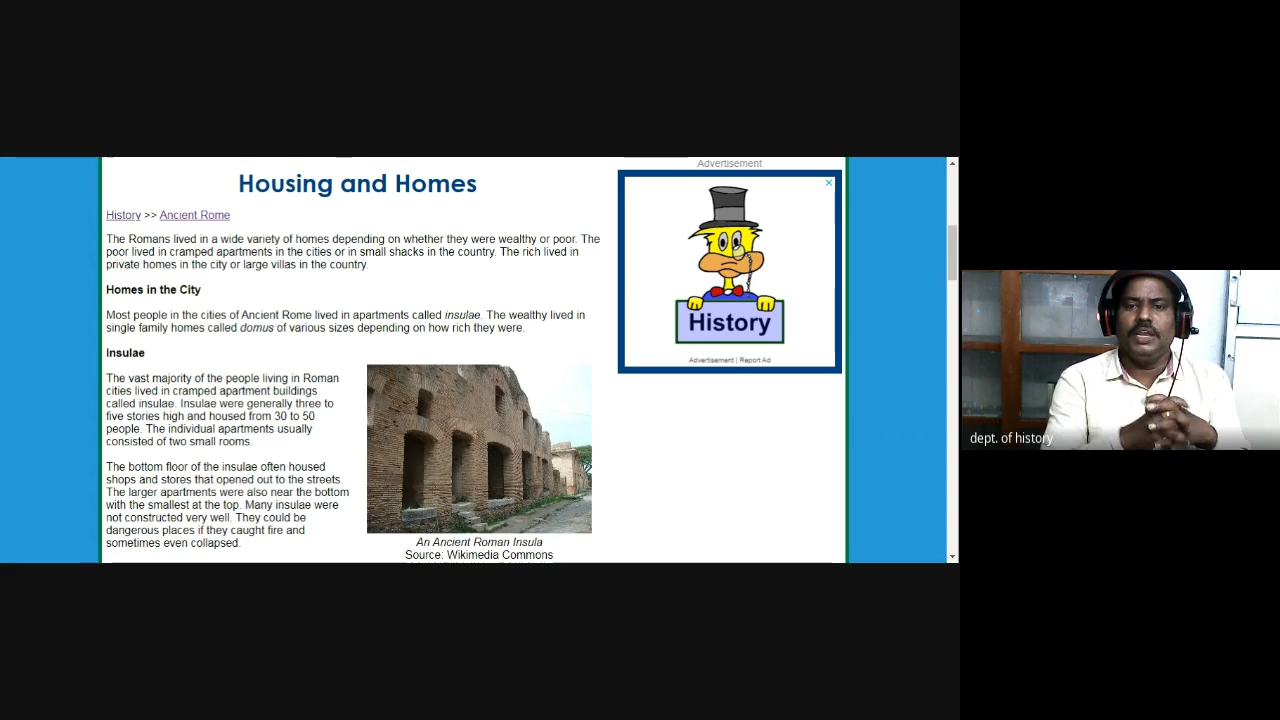 Advertisement
Housing and Homes
History >> Ancient Rome
The Romans lived in a wide variety of homes depending on whether they were wealthy or poor. The
poor lived in cramped apartments in the cities or in small shacks in the country. The rich lived in
private homes in the city or large villas in the country.
Homes in the City
Most people in the cities of Ancient Rome lived in apartments called insulae. The wealthy lived in
single family homes called domus of various sizes depending on how rich they were.
Insulae
The vast majority of the people living in Roman
cities lived in cramped apartment buildings
called insulae. Insulae were generally three to
five stories high and housed from 30 to 50
people. The individual apartments usually
consisted of two small rooms.
The bottom floor of the insulae often housed
shops and stores that opened out to the streets.
The larger apartments were also near the bottom
with the smallest at the top. Many insulae were
not constructed very well. They could be
dangerous places if they caught fire and
sometimes even collapsed.
An Ancient Roman Insula
Source: Wikimedia Commons
History
Advertisement | Report Ad
dept. of history